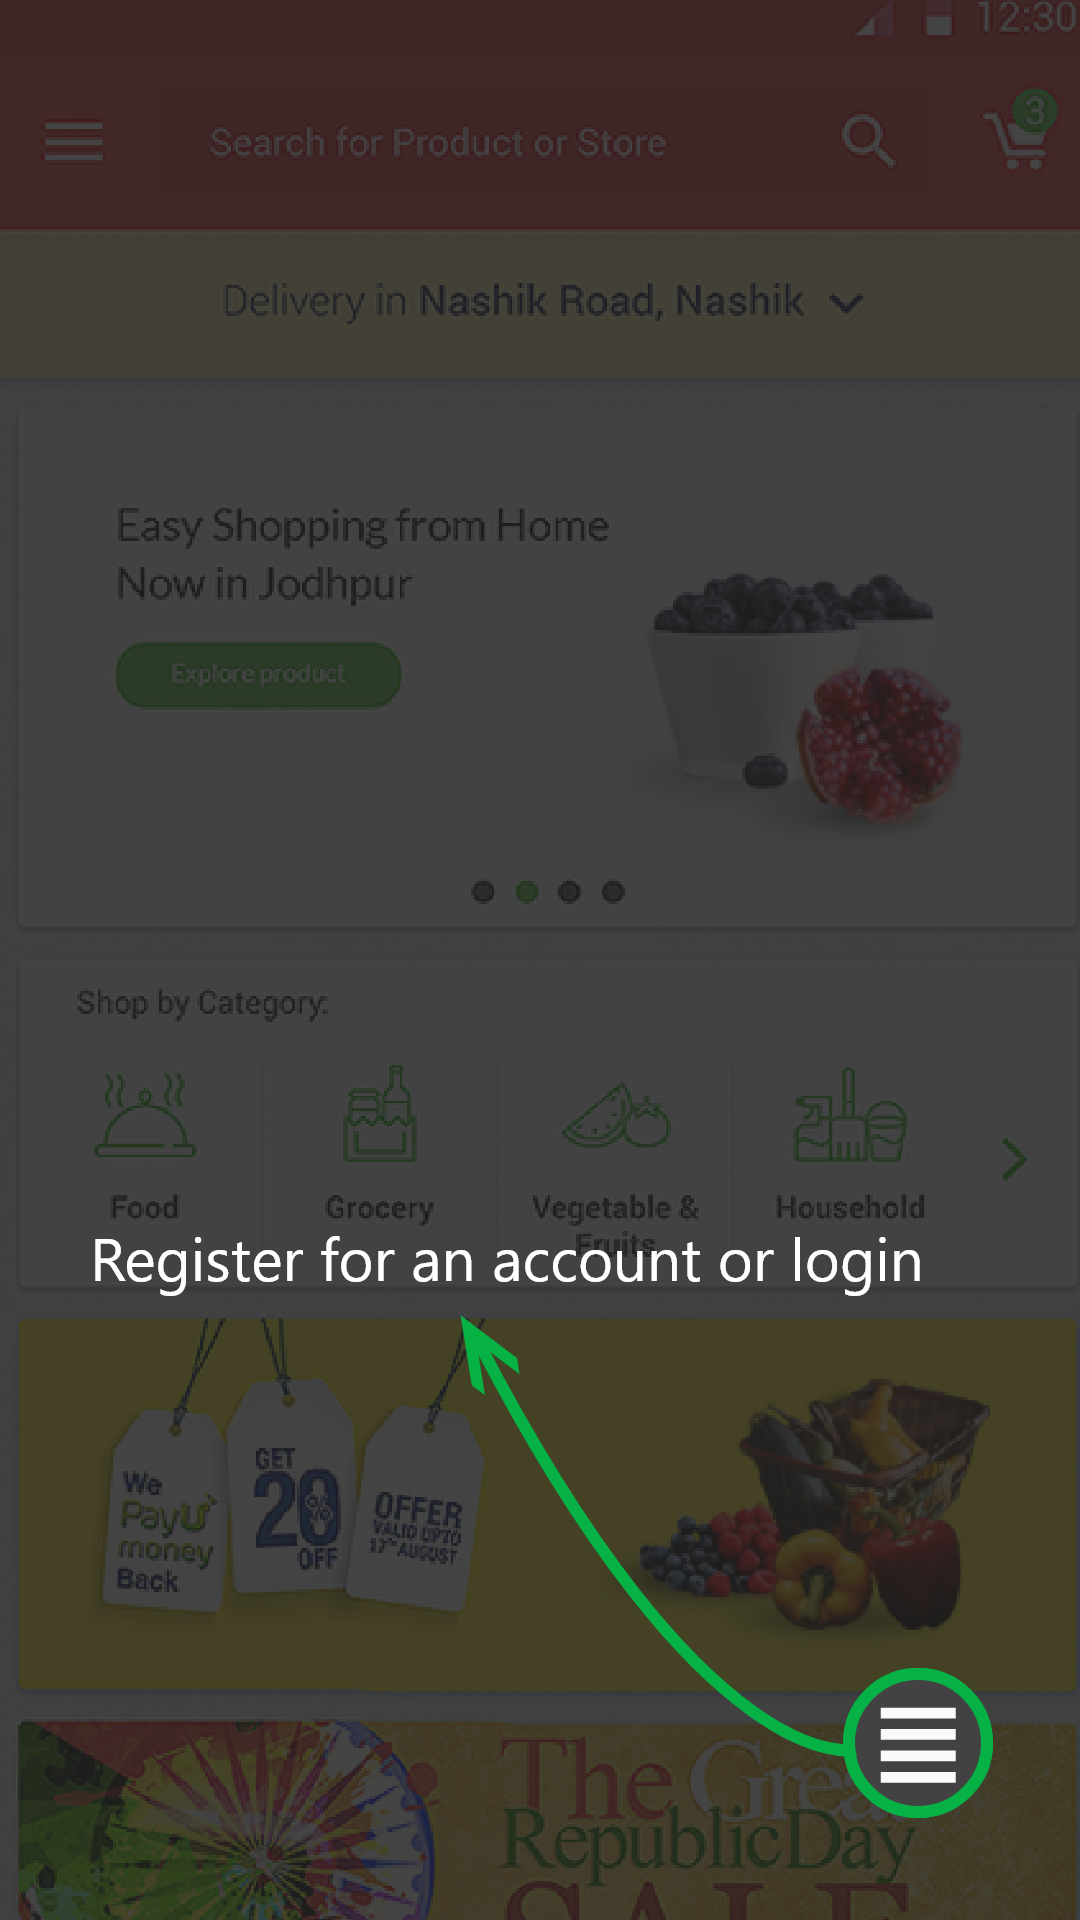 12:30
Search for Product or Store
3
Delivery in Nashik Road, Nashik
Easy Shopping from Home
Now in Jodhpur
Explore product
Shop by Category:
Food
Grocery
Vegetable &
Fruits
Household
Register for an account or login
We
PayU
money
Back
GET
20%
OFF
OFFER
VALID UPTO
17TH AUGUST
The Great
Republic Day
SALE